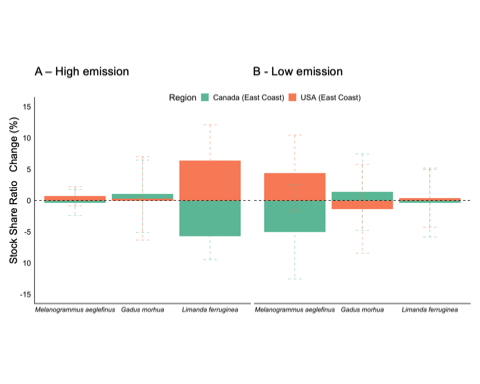 A – High emission
B - Low emission
Region Canada (East Coast) USA (East Coast)
Stock Share Ratio Change (%)
15
10
5
0
-5
-10
-15
Melanogrammus aeglefinus Gadus morhua Limanda ferruginea Melanogrammus aeglefinus Gadus morhua Limanda ferruginea